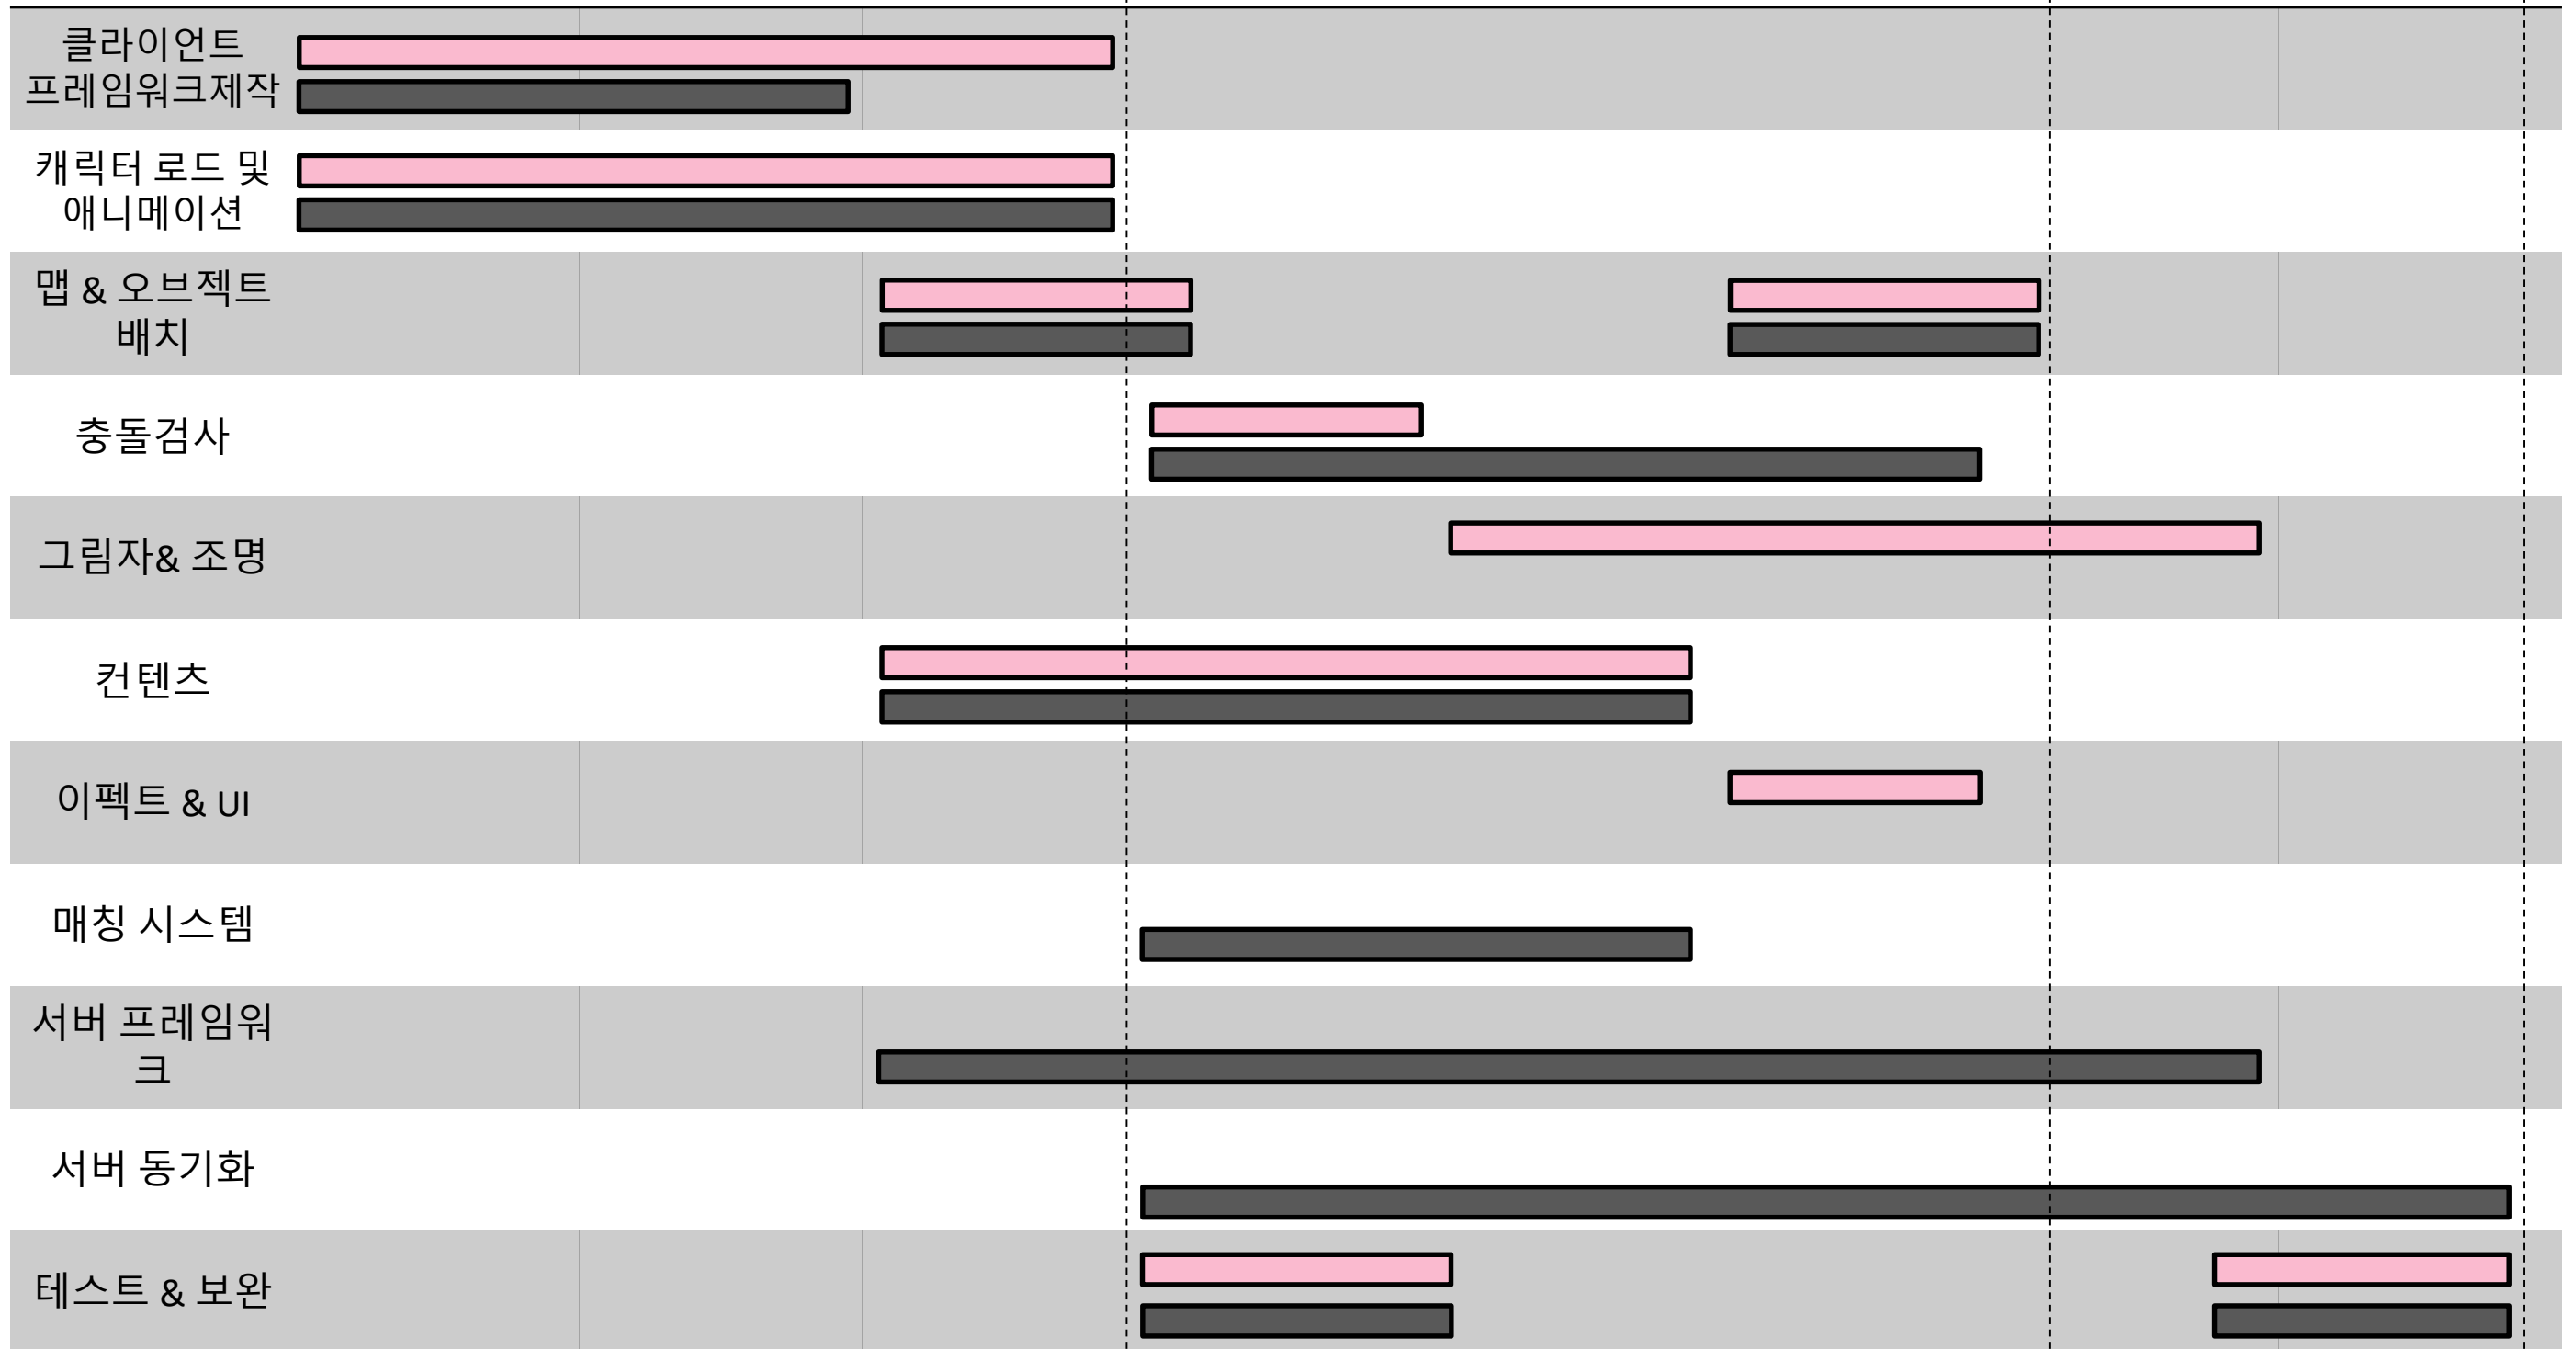 클라이언트
프레임워크제작
캐릭터 로드 및
애니메이션
맵 & 오브젝트
배치
충돌검사
그림자& 조명
컨텐츠
이펙트 & UI
매칭 시스템
서버 프레임워
크
서버 동기화
테스트 & 보완